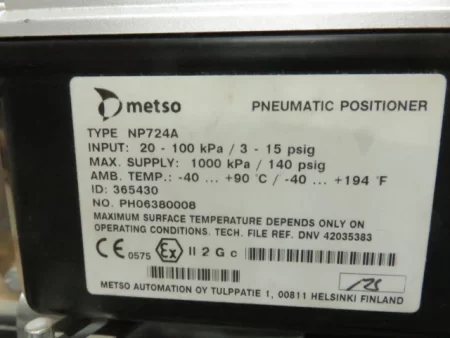 metso PNEUMATIC POSITIONER
TYPE NP724A
INPUT: 20 - 100 kPa / 3 - 15 psig
MAX. SUPPLY: 1000 kPa / 140 psig
AMB. TEMP.: -40 ... +90 °C / -40 ... +194 °F
ID: 365430
NO. PH06380008
MAXIMUM SURFACE TEMPERATURE DEPENDS ONLY ON
OPERATING CONDITIONS. TECH. FILE REF. DNV 42035383
CE 0575 Ex II 2 G c
METSO AUTOMATION OY TULPPATIE 1, 00811 HELSINKI FINLAND